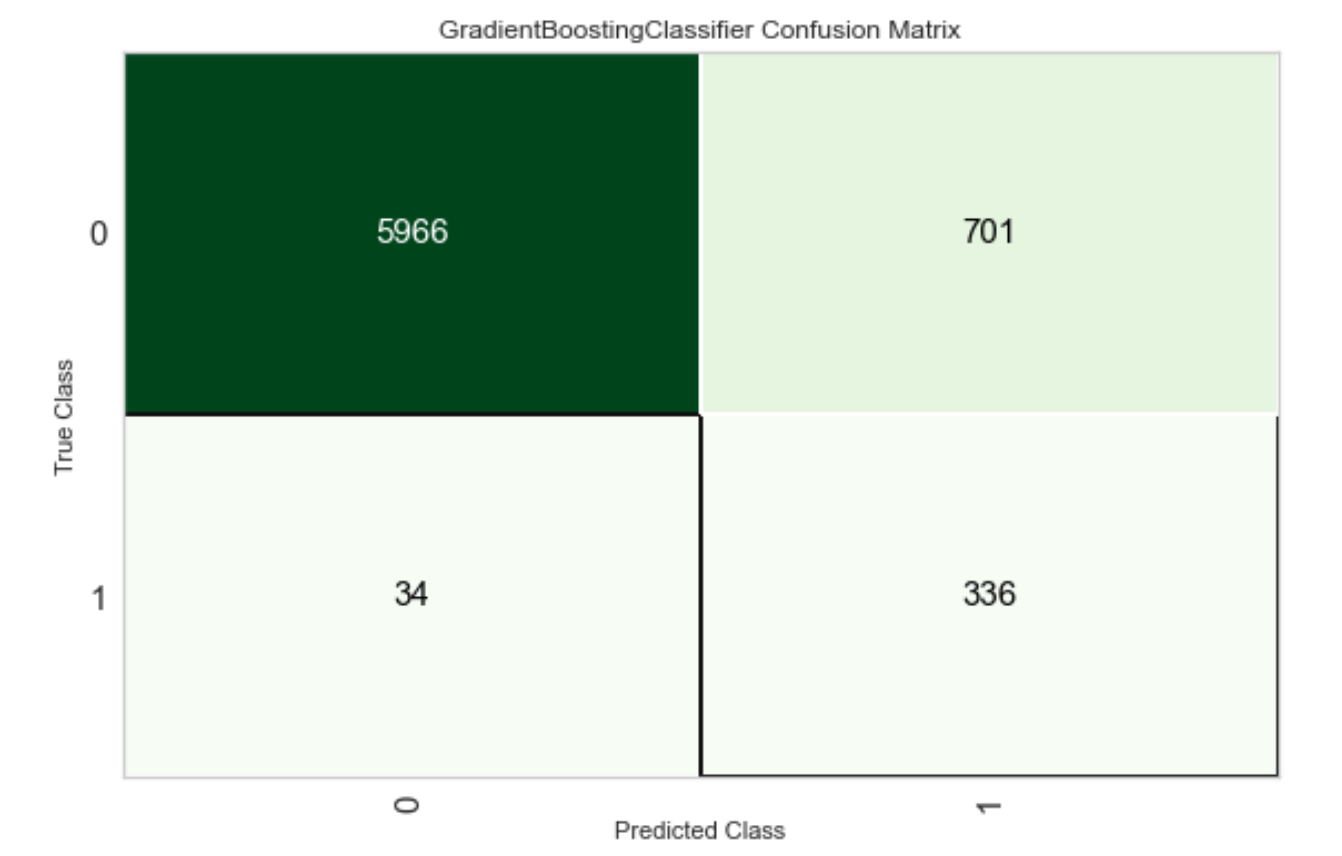 GradientBoostingClassifier Confusion Matrix
0
5966
701
True Class
1
34
336
0
1
Predicted Class